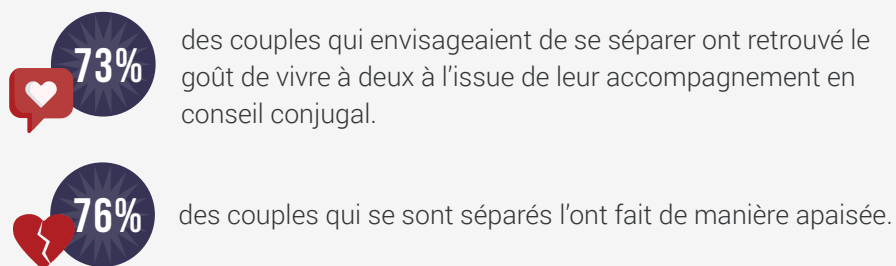 73%
des couples qui envisageaient de se séparer ont retrouvé le
goût de vivre à deux à l’issue de leur accompagnement en
conseil conjugal.
76%
des couples qui se sont séparés l’ont fait de manière apaisée.